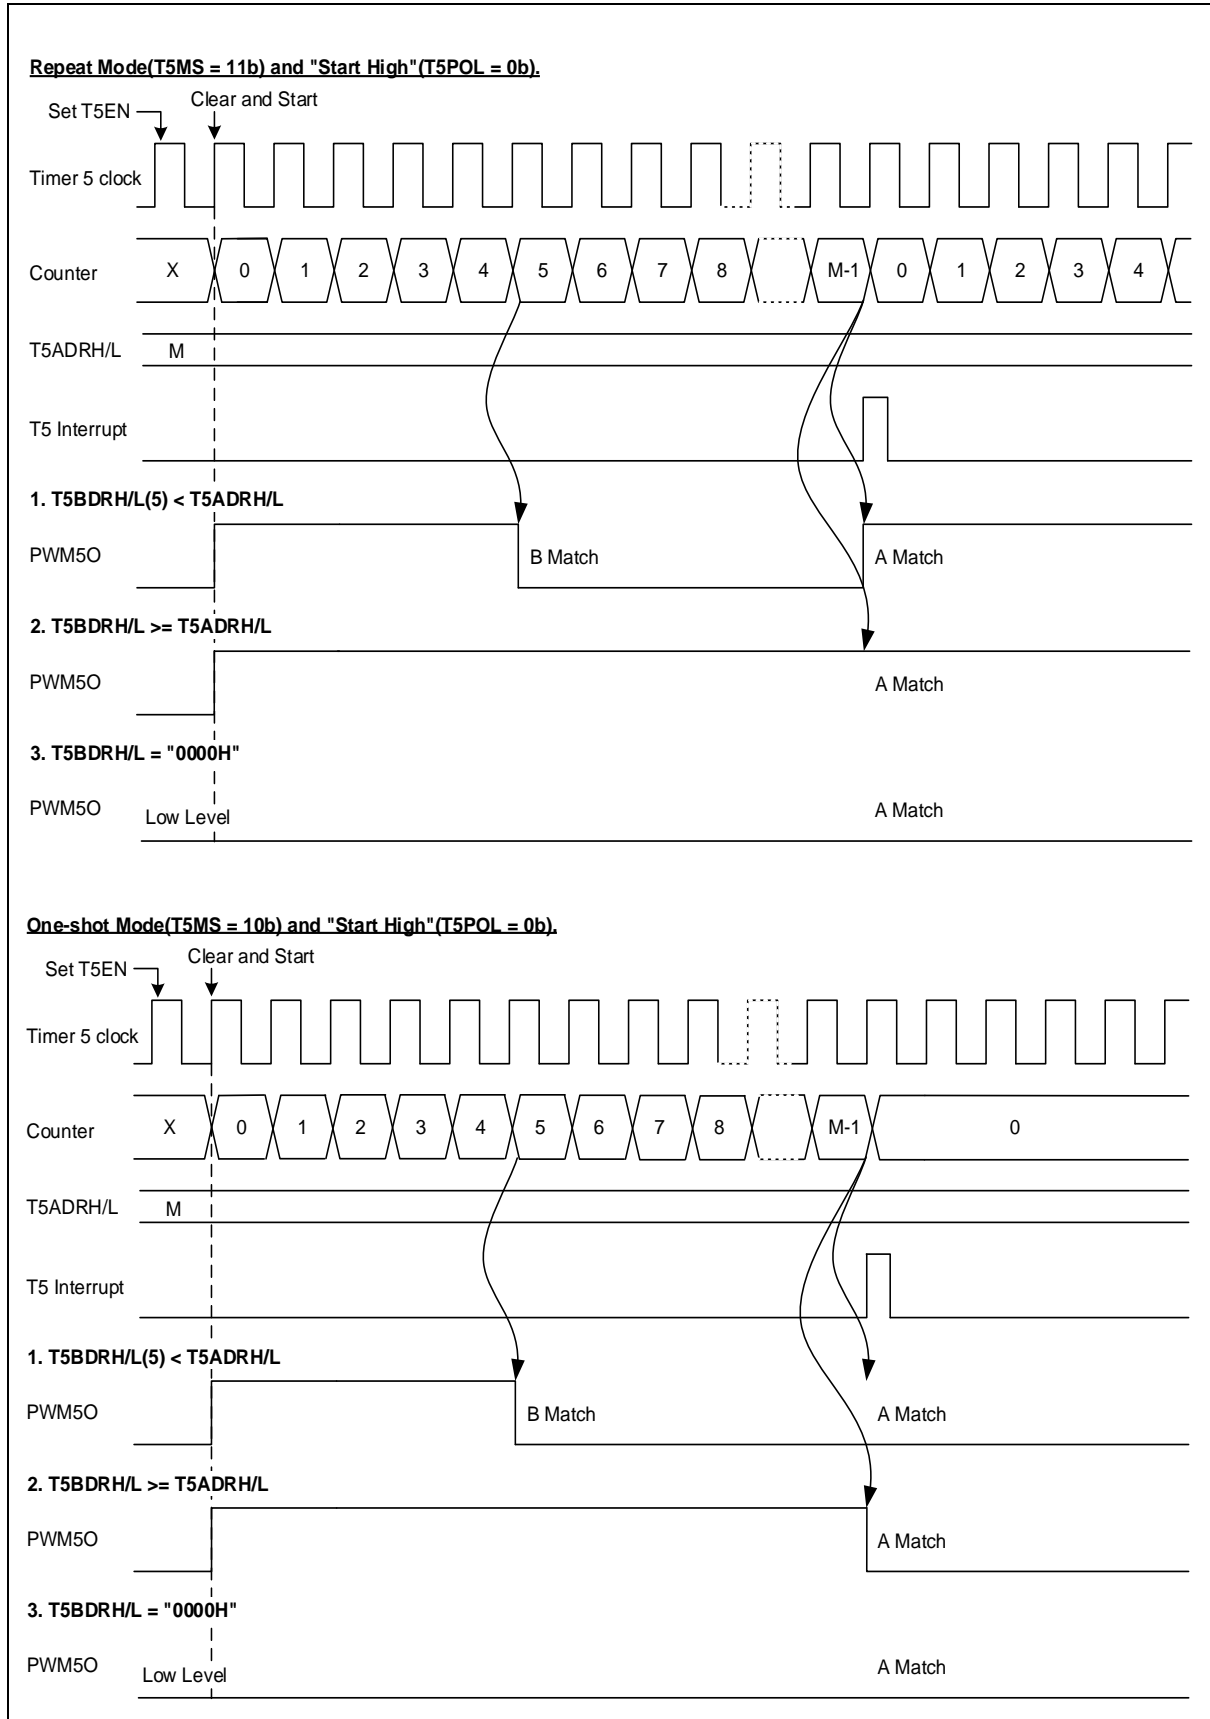 Repeat Mode(T5MS = 11b) and "Start High"(T5POL = 0b).
Set T5EN
Clear and Start
Timer 5 clock
Counter X 0 1 2 3 4 5 6 7 8 M-1 0 1 2 3 4
T5ADRH/L M
T5 Interrupt
1. T5BDRH/L(5) < T5ADRH/L
PWM5O B Match A Match
2. T5BDRH/L >= T5ADRH/L
PWM5O A Match
3. T5BDRH/L = "0000H"
PWM5O Low Level A Match
One-shot Mode(T5MS = 10b) and "Start High"(T5POL = 0b).
Set T5EN
Clear and Start
Timer 5 clock
Counter X 0 1 2 3 4 5 6 7 8 M-1 0
T5ADRH/L M
T5 Interrupt
1. T5BDRH/L(5) < T5ADRH/L
PWM5O B Match A Match
2. T5BDRH/L >= T5ADRH/L
PWM5O A Match
3. T5BDRH/L = "0000H"
PWM5O Low Level A Match